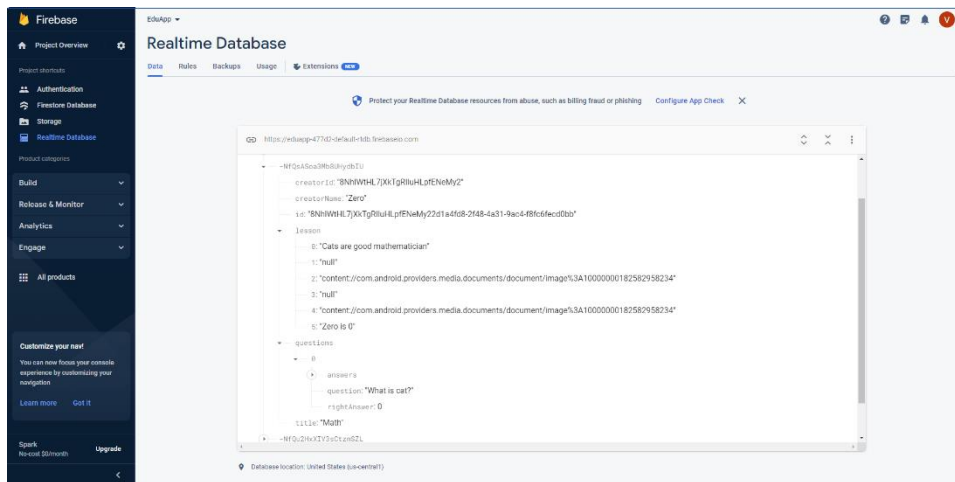 Firebase
Project Overview
Project shortcuts
Authentication
Firestore Database
Storage
Realtime Database
Product categories
Build
Release & Monitor
Analytics
Engage
All products
Customize your nav!
You can now focus your console
experience by customizing your
navigation
Learn more Got it
Spark
No-cost $0/month
Upgrade
EduApp
V
Realtime Database
Data Rules Backups Usage Extensions NEW
Protect your Realtime Database resources from abuse, such as billing fraud or phishing Configure App Check
creatorId: "8NhIWtHL7jXkTgRIIuHLpfENeMy2"
creatorName: "Zero"
id: "8NhIWtHL7jXkTgRIIuHLpfENeMy22d1a4fd8-2f48-4a31-9ac4-f8fc6fecd0bb"
lesson
0: "Cats are good mathematician"
1: "null"
2: "content://com.android.providers.media.documents/document/image%3A10000000182582958234"
3: "null"
4: "content://com.android.providers.media.documents/document/image%3A10000000182582958234"
5: "Zero is 0"
questions
0
answers
question: "What is cat?"
rightAnswer: 0
title: "Math"
Database location: United States (us-central1)